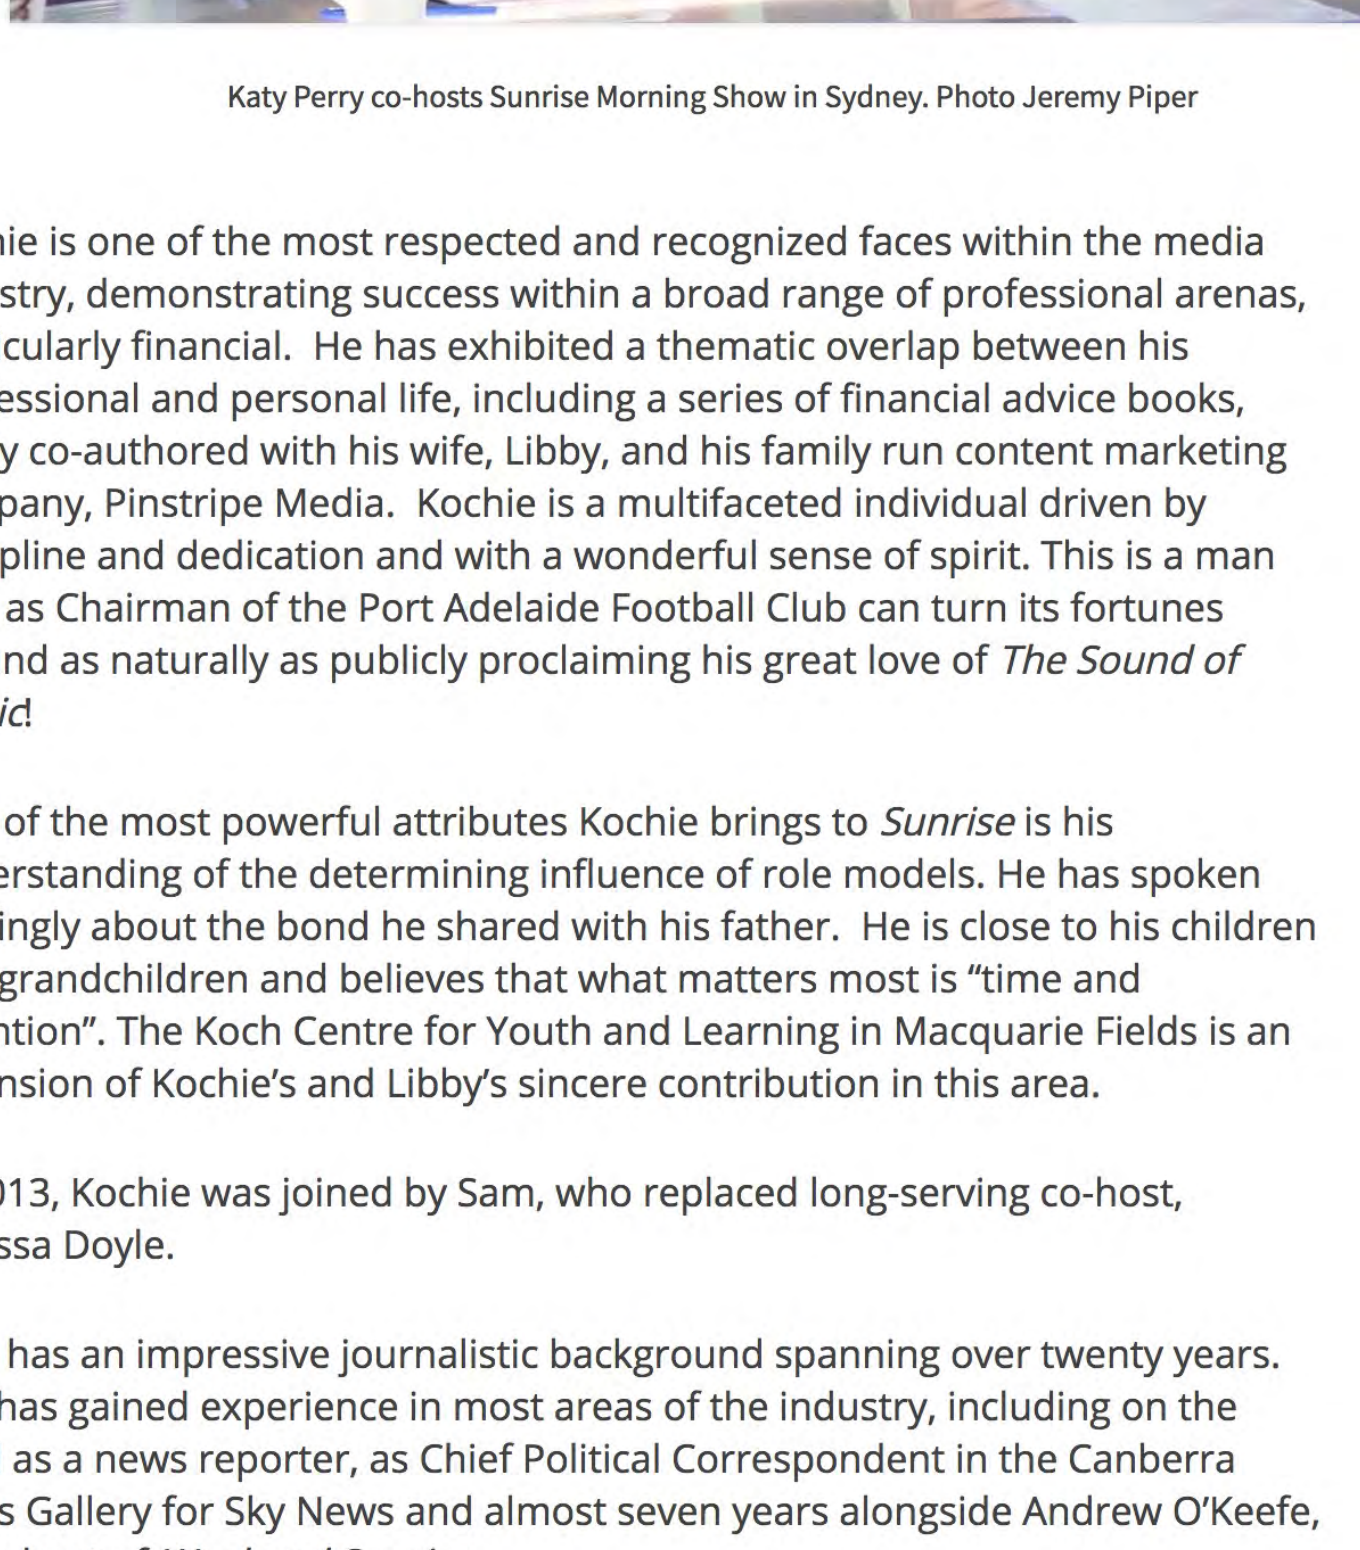 Katy Perry co-hosts Sunrise Morning Show in Sydney. Photo Jeremy Piper
hie is one of the most respected and recognized faces within the media
stry, demonstrating success within a broad range of professional arenas,
cularly financial.  He has exhibited a thematic overlap between his
essional and personal life, including a series of financial advice books,
y co-authored with his wife, Libby, and his family run content marketing
pany, Pinstripe Media.  Kochie is a multifaceted individual driven by
pline and dedication and with a wonderful sense of spirit. This is a man
as Chairman of the Port Adelaide Football Club can turn its fortunes
nd as naturally as publicly proclaiming his great love of The Sound of
ic!
of the most powerful attributes Kochie brings to Sunrise is his
erstanding of the determining influence of role models. He has spoken
ingly about the bond he shared with his father.  He is close to his children
grandchildren and believes that what matters most is “time and
ntion”. The Koch Centre for Youth and Learning in Macquarie Fields is an
nsion of Kochie’s and Libby’s sincere contribution in this area.
013, Kochie was joined by Sam, who replaced long-serving co-host,
ssa Doyle.
has an impressive journalistic background spanning over twenty years.
has gained experience in most areas of the industry, including on the
as a news reporter, as Chief Political Correspondent in the Canberra
s Gallery for Sky News and almost seven years alongside Andrew O’Keefe,